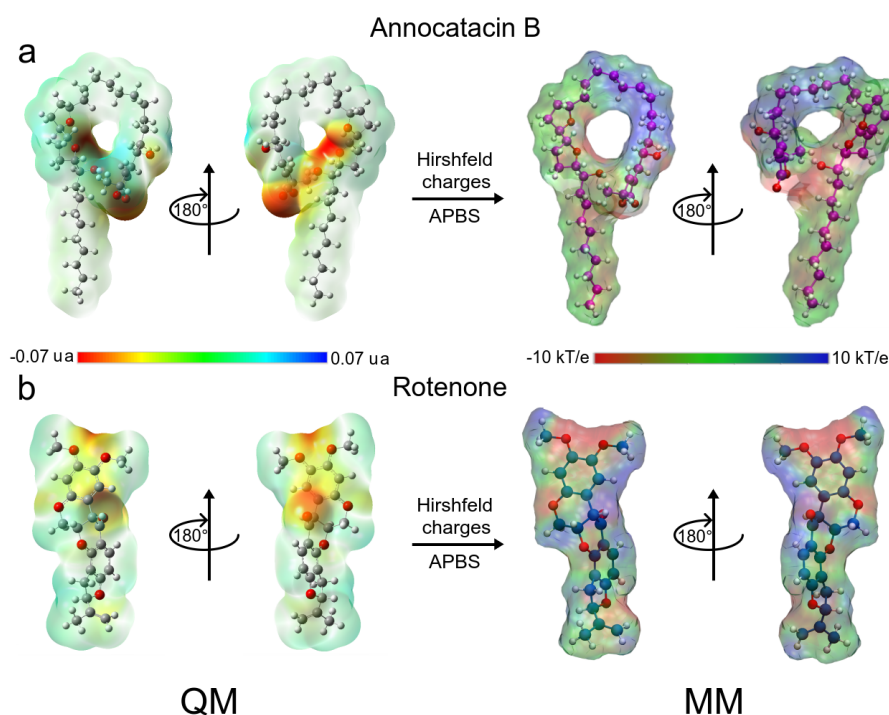 Annocatacin B
a
180°
Hirshfeld
charges
APBS
180°
-0.07 ua
0.07 ua
-10 kT/e
10 kT/e
b
Rotenone
180°
Hirshfeld
charges
APBS
180°
QM
MM